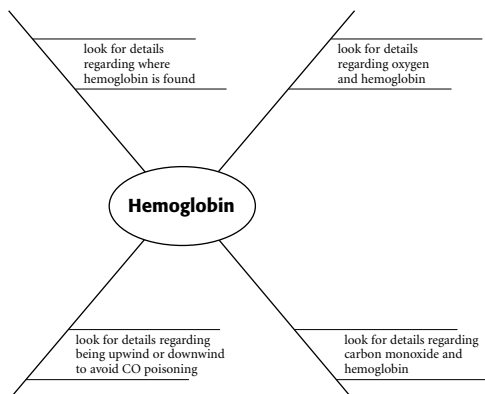 look for details
regarding where
hemoglobin is found
look for details
regarding oxygen
and hemoglobin
Hemoglobin
look for details regarding
being upwind or downwind
to avoid CO poisoning
look for details regarding
carbon monoxide and
hemoglobin